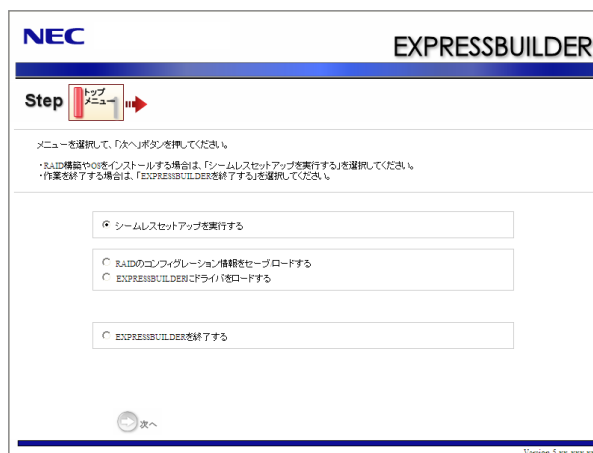 NEC
EXPRESSBUILDER
Step
トップ
メニュー
メニューを選択して、「次へ」ボタンを押してください。
・RAID構築やOSをインストールする場合は、「シームレスセットアップを実行する」を選択してください。
・作業を終了する場合は、「EXPRESSBUILDERを終了する」を選択してください。
シームレスセットアップを実行する
RAIDのコンフィグレーション情報をセーブ/ロードする
EXPRESSBUILDERにドライバをロードする
EXPRESSBUILDERを終了する
次へ